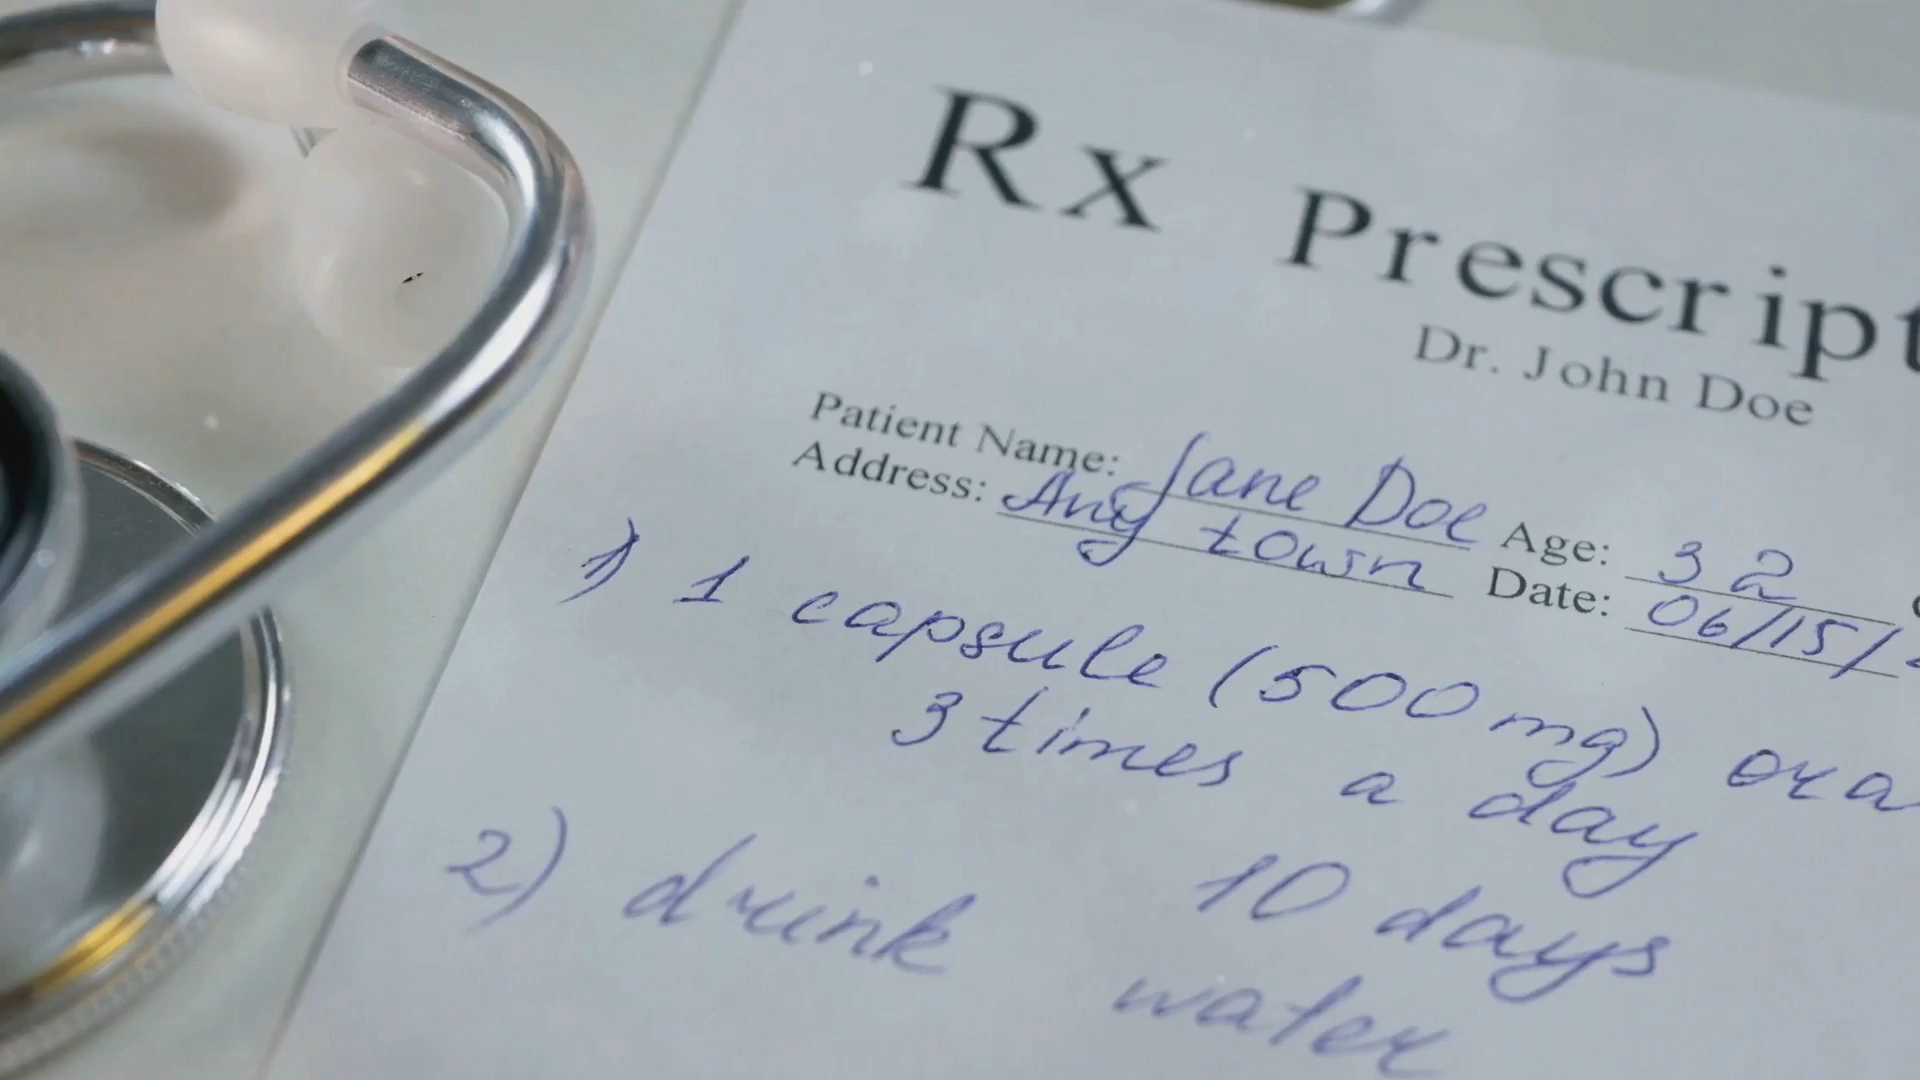 Rx Prescript
Dr. John Doe
Patient Name: Jane Doe Age: 32
Address: Any town Date: 06/15/
1) 1 capsule (500 mg) ora
3 times a day
10 days
2) drink water